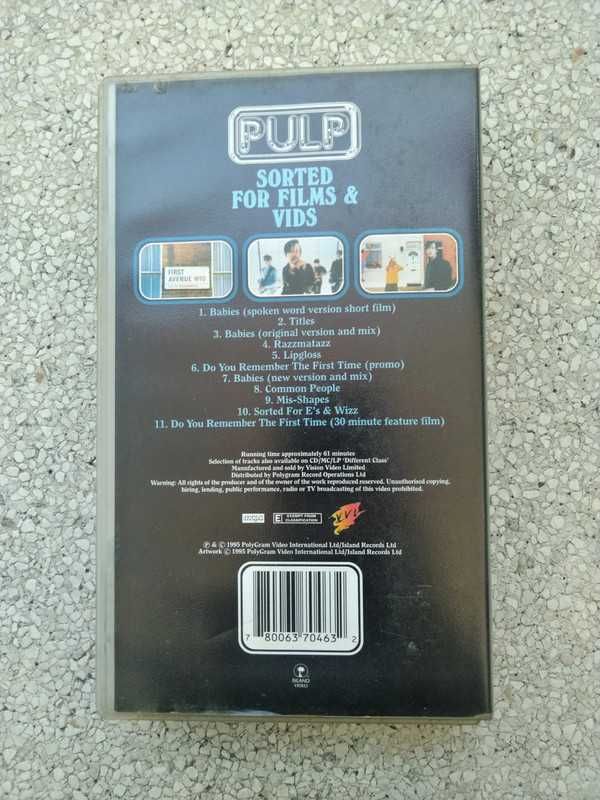 PULP
SORTED
FOR FILMS &
VIDS
FIRST
AVENUE W10
1. Babies (spoken word version short film)
2. Titles
3. Babies (original version and mix)
4. Razzmatazz
5. Lipgloss
6. Do You Remember The First Time (promo)
7. Babies (new version and mix)
8. Common People
9. Mis-Shapes
10. Sorted For E's & Wizz
11. Do You Remember The First Time (30 minute feature film)
Running time approximately 61 minutes
Selection of tracks also available on CD/MC/LP 'Different Class'
Manufactured and sold by Vision Video Limited
Distributed by Polygram Record Operations Ltd
Warning: All rights of the producer and of the owner of the work reproduced reserved. Unauthorised copying,
hiring, lending, public performance, radio or TV broadcasting of this video prohibited.
E EXEMPT FROM CLASSIFICATION
VVL
℗ & © 1995 PolyGram Video International Ltd/Island Records Ltd
Artwork © 1995 PolyGram Video International Ltd/Island Records Ltd
7 80063 70463 2
ISLAND
VIDEO